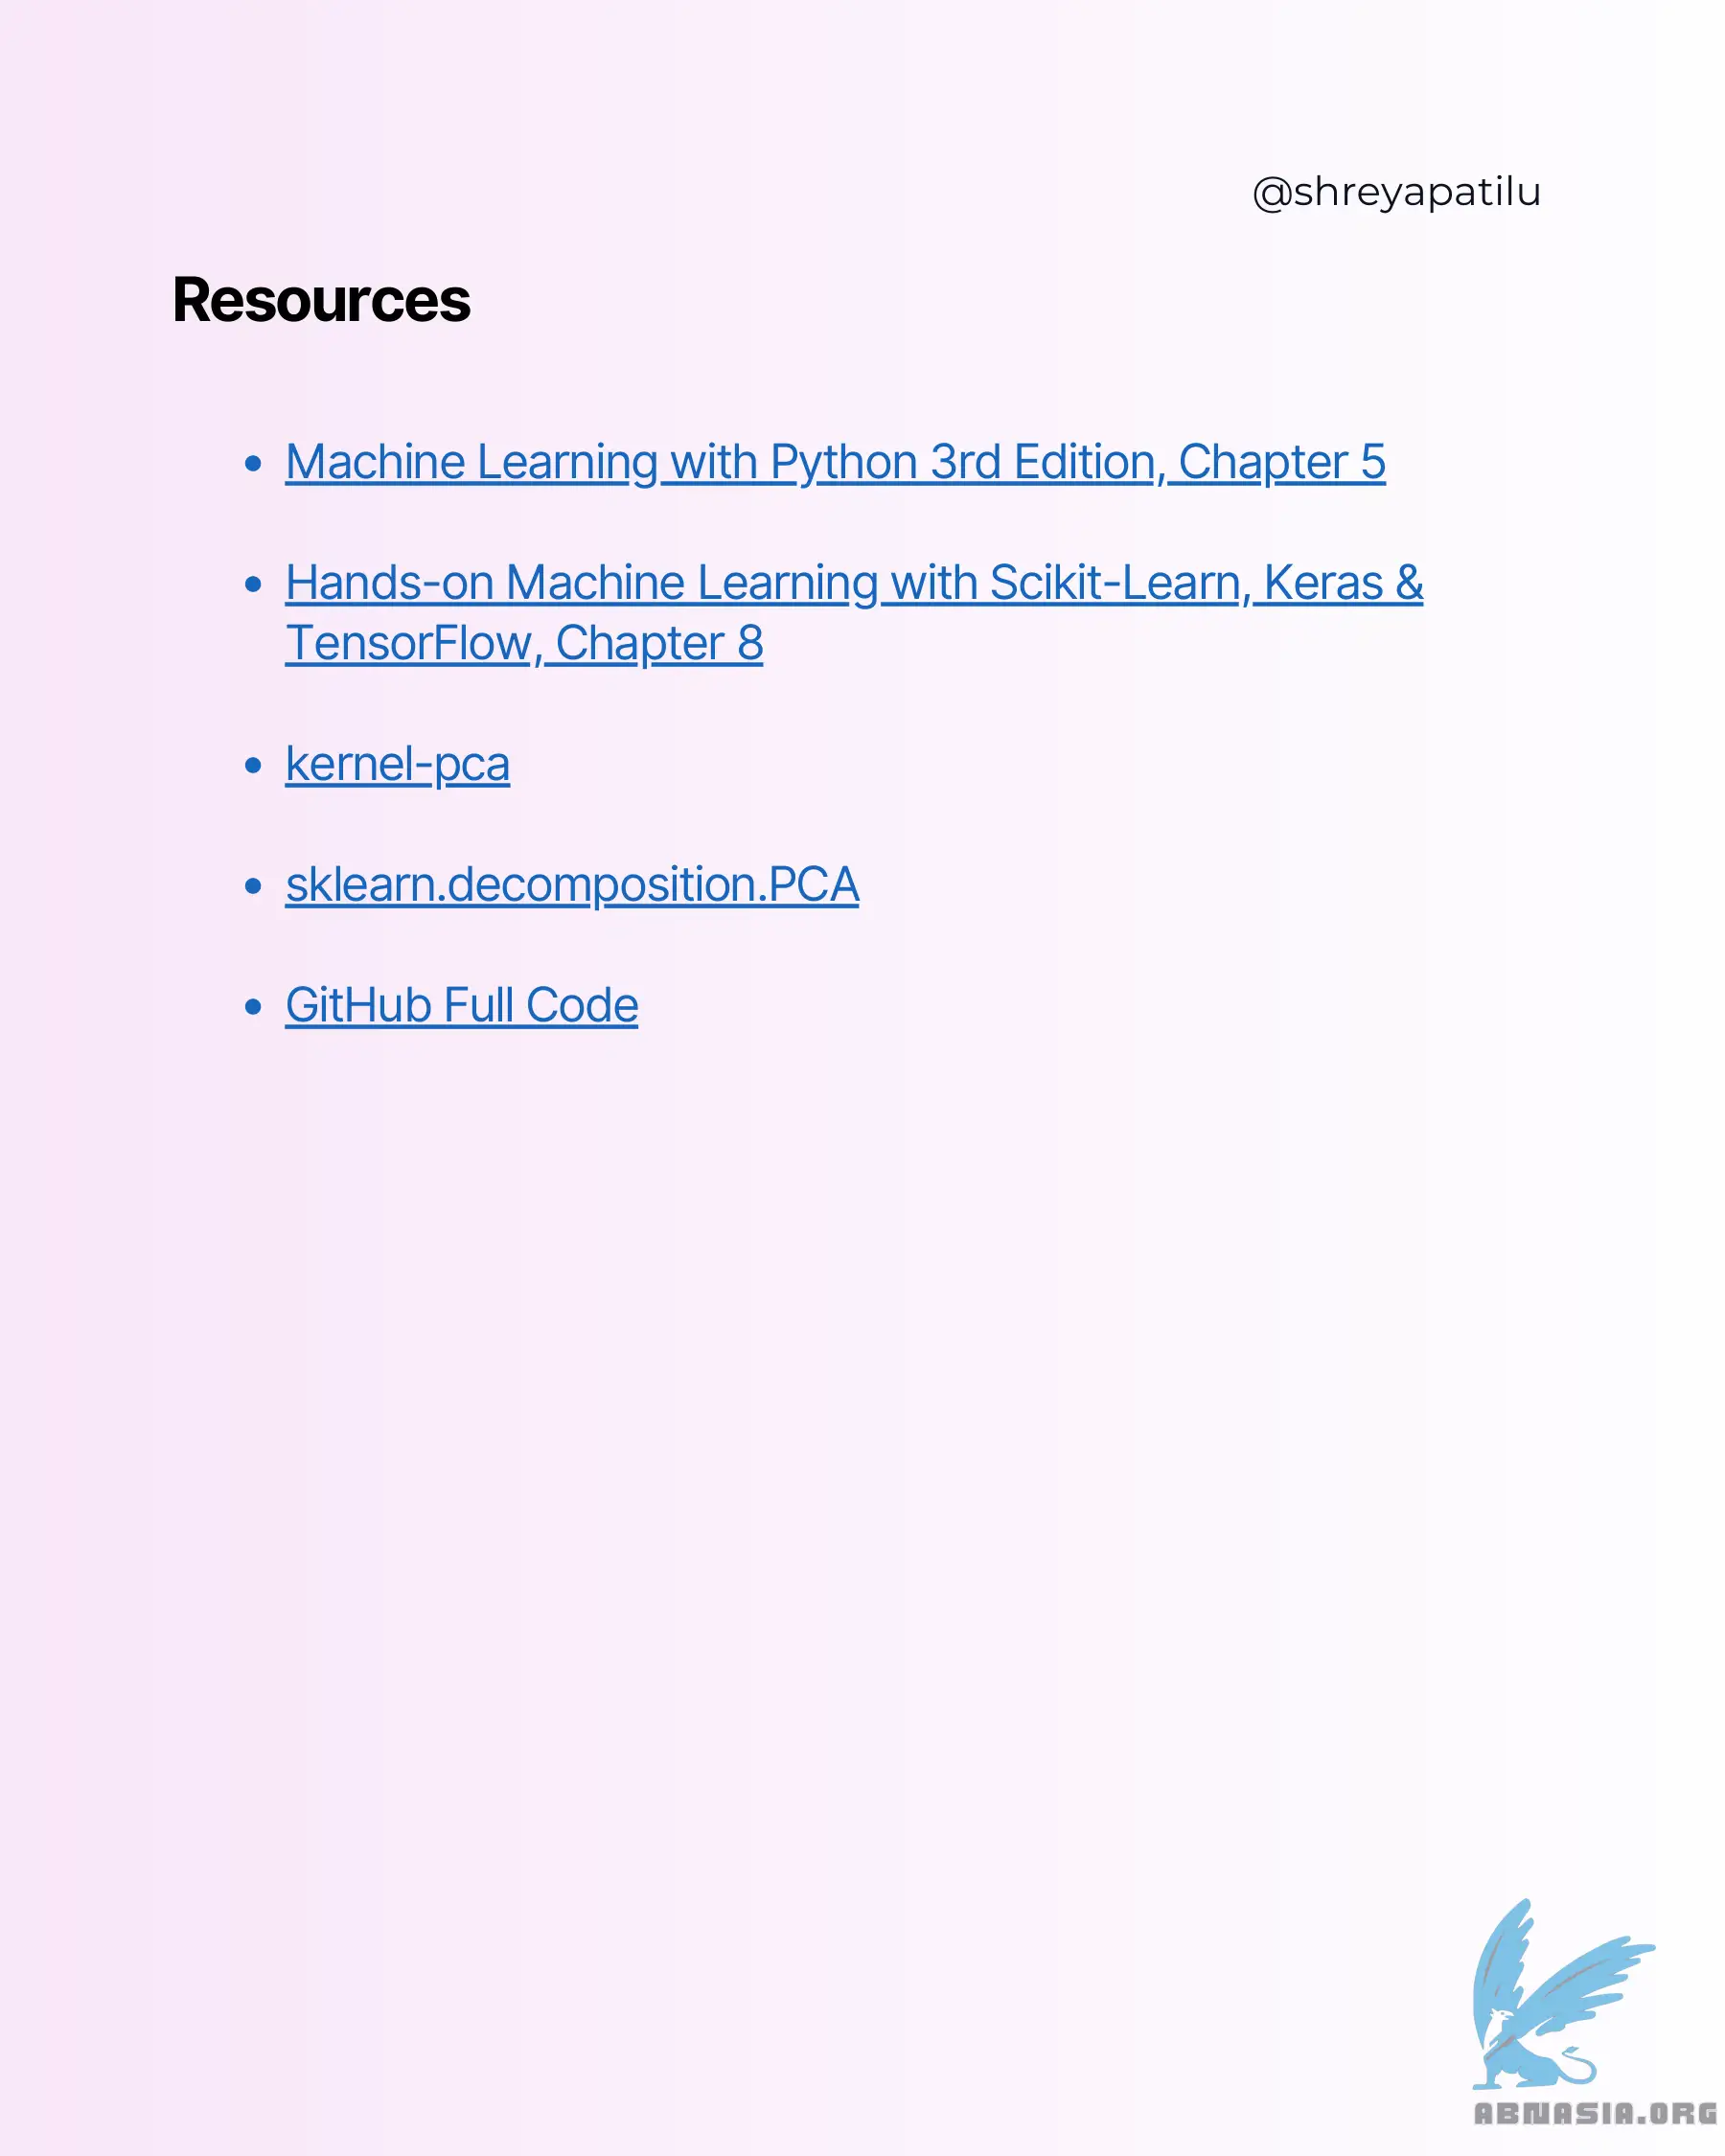 @shreyapatilu
Resources
• Machine Learning with Python 3rd Edition, Chapter 5
• Hands-on Machine Learning with Scikit-Learn, Keras &
TensorFlow, Chapter 8
• kernel-pca
• sklearn.decomposition.PCA
• GitHub Full Code
ABNASIA.ORG